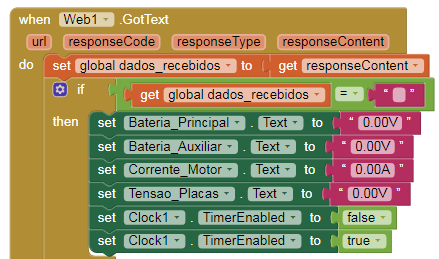 when Web1 .GotText
url responseCode responseType responseContent
do set global dados_recebidos to get responseContent
if get global dados_recebidos = “ ”
then set Bateria_Principal . Text to “ 0.00V ”
set Bateria_Auxiliar . Text to “ 0.00V ”
set Corrente_Motor . Text to “ 0.00A ”
set Tensao_Placas . Text to “ 0.00V ”
set Clock1 . TimerEnabled to false
set Clock1 . TimerEnabled to true